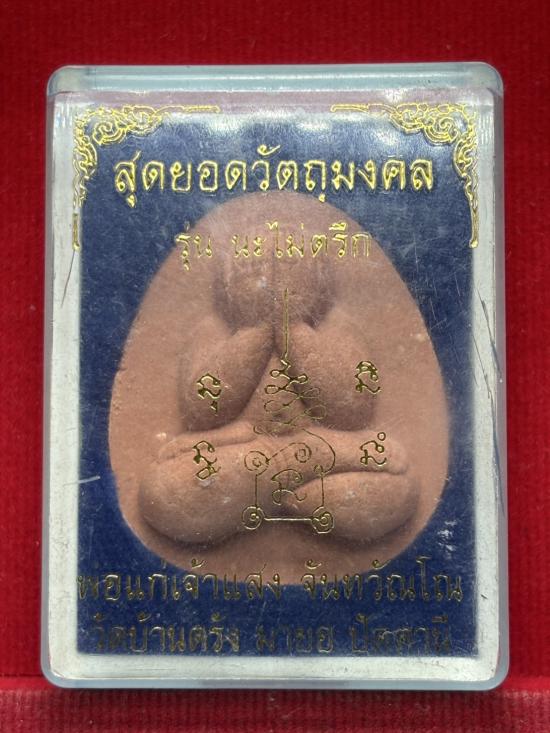 สุดยอดวัตถุมงคล
รุ่น นะไม่ตรึก
พ่อแก่เจ้าแสง จันทวัณโณ
วัดบ้านตรัง มายอ ปัตตานี